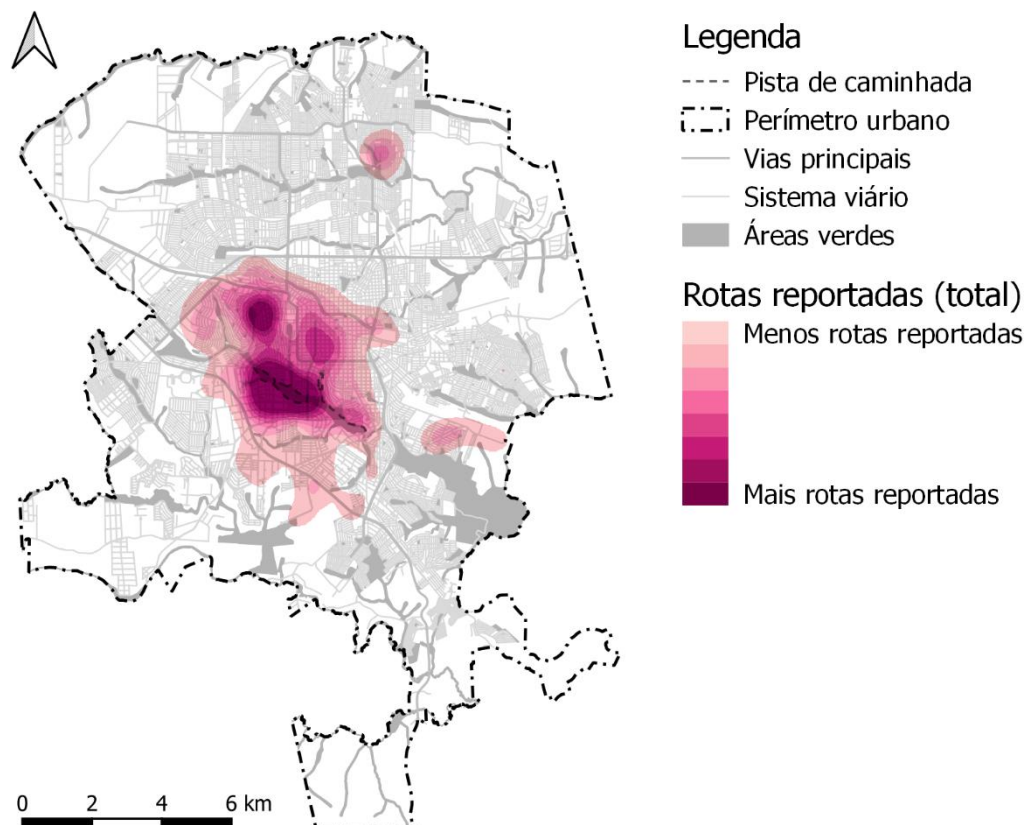 Legenda
Pista de caminhada
Perímetro urbano
Vias principais
Sistema viário
Áreas verdes
Rotas reportadas (total)
Menos rotas reportadas
Mais rotas reportadas
0 2 4 6 km